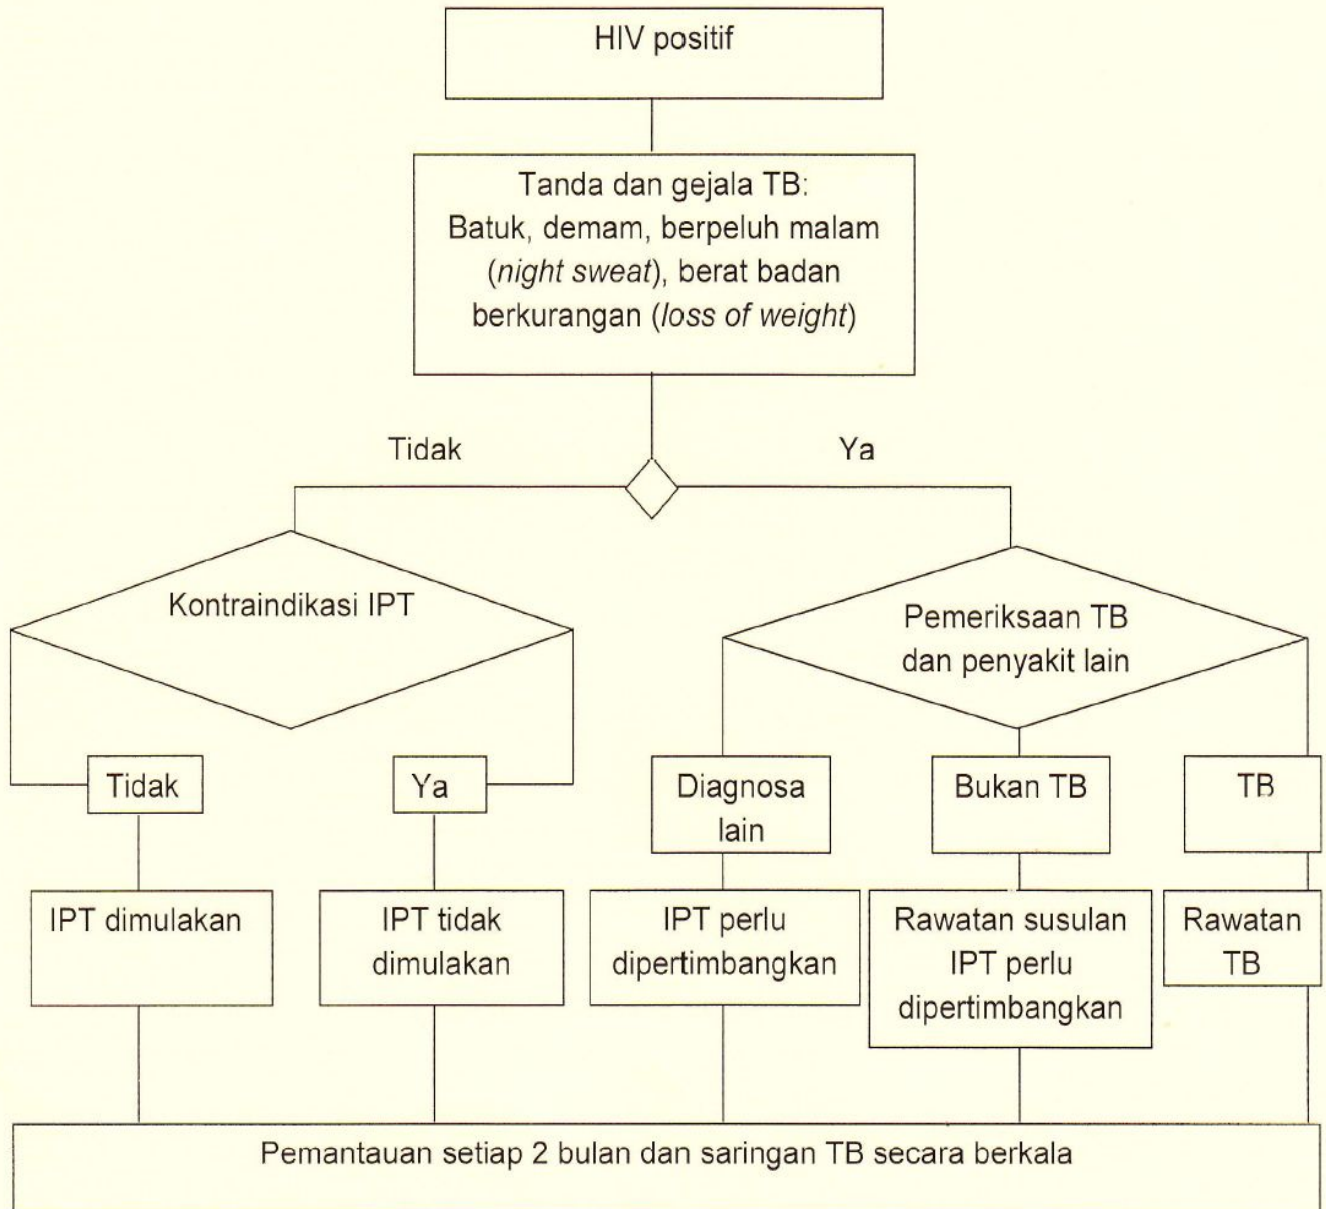 HIV positif
Tanda dan gejala TB:
Batuk, demam, berpeluh malam
(night sweat), berat badan
berkurangan (loss of weight)
Tidak
Ya
Kontraindikasi IPT
Pemeriksaan TB
dan penyakit lain
Tidak
Ya
Diagnosa
lain
Bukan TB
TB
IPT dimulakan
IPT tidak
dimulakan
IPT perlu
dipertimbangkan
Rawatan susulan
IPT perlu
dipertimbangkan
Rawatan
TB
Pemantauan setiap 2 bulan dan saringan TB secara berkala